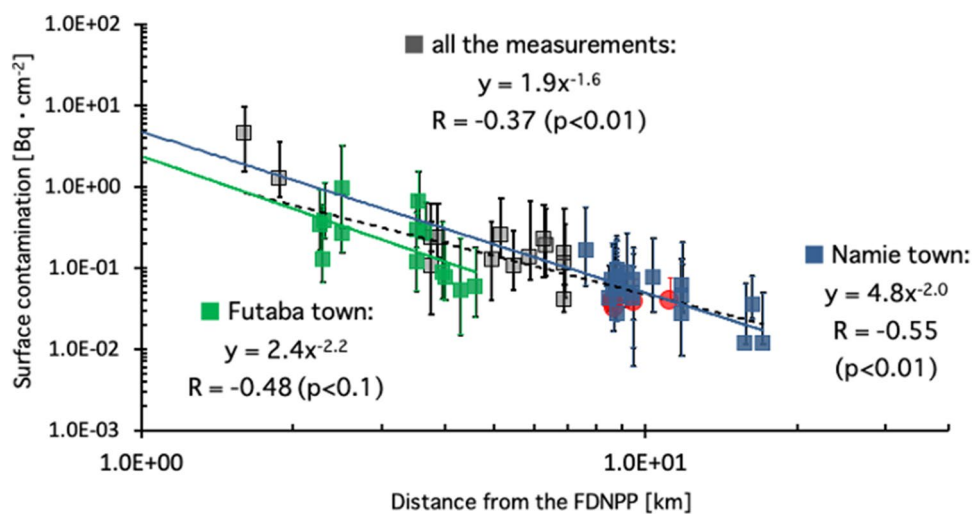 1.0E+02
1.0E+01
1.0E+00
1.0E-01
1.0E-02
1.0E-03
Surface contamination [Bq・cm-2]
all the measurements:
y = 1.9x-1.6
R = -0.37 (p<0.01)
Futaba town:
y = 2.4x-2.2
R = -0.48 (p<0.1)
Namie town:
y = 4.8x-2.0
R = -0.55
(p<0.01)
1.0E+00
1.0E+01
Distance from the FDNPP [km]